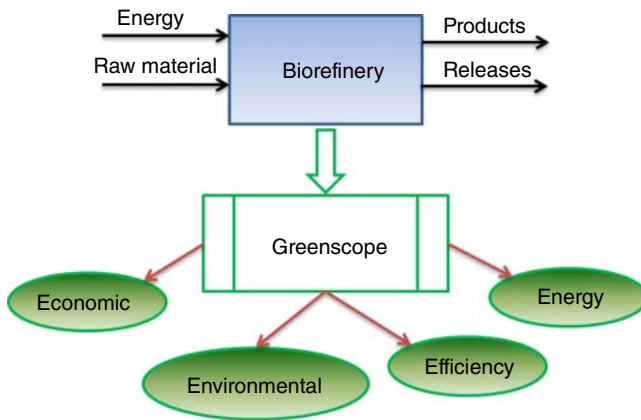 Energy
Products
Raw material
Biorefinery
Releases
Greenscope
Economic
Energy
Environmental
Efficiency